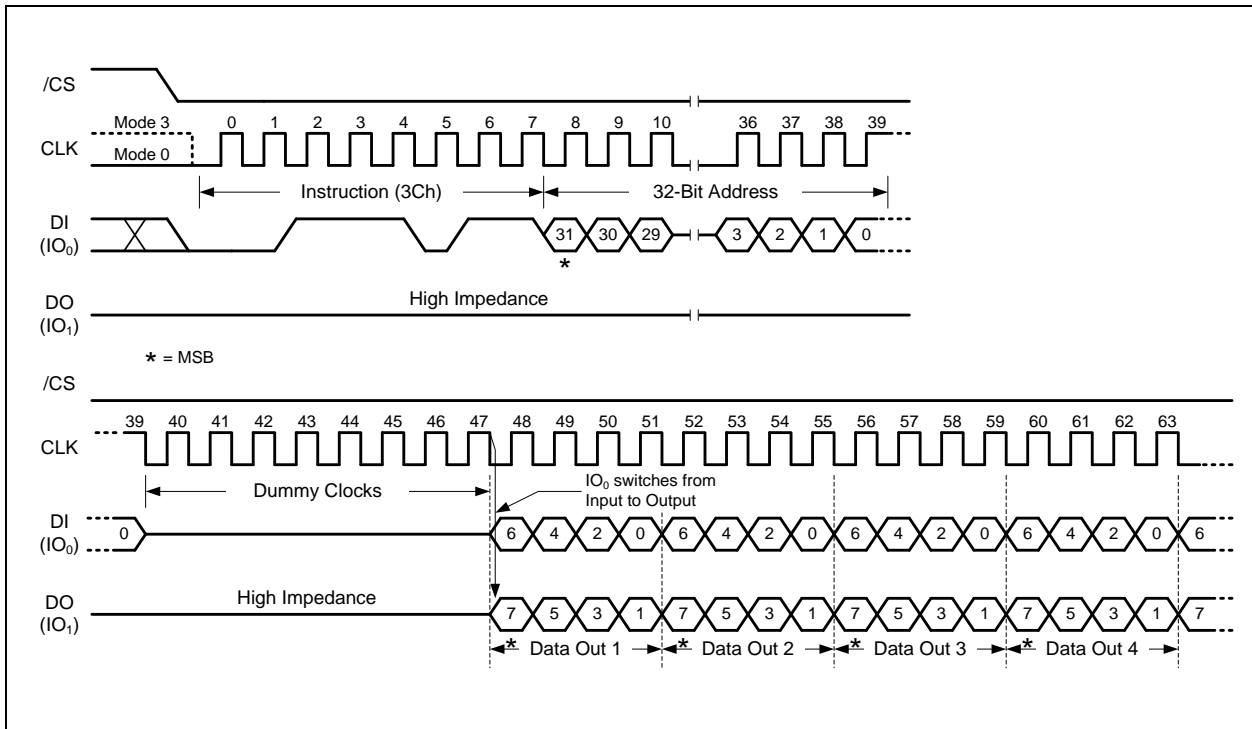 /CS
Mode 3 0 1 2 3 4 5 6 7 8 9 10 36 37 38 39
CLK
Mode 0
Instruction (3Ch) 32-Bit Address
DI
(IO₀)
31 30 29 3 2 1 0
*
High Impedance
DO
(IO₁)
* = MSB
/CS
39 40 41 42 43 44 45 46 47 48 49 50 51 52 53 54 55 56 57 58 59 60 61 62 63
CLK
Dummy Clocks
IO₀ switches from
Input to Output
DI
(IO₀)
0 6 4 2 0 6 4 2 0 6 4 2 0 6 4 2 0 6
High Impedance
DO
(IO₁)
7 5 3 1 7 5 3 1 7 5 3 1 7 5 3 1 7
* Data Out 1 * Data Out 2 * Data Out 3 * Data Out 4